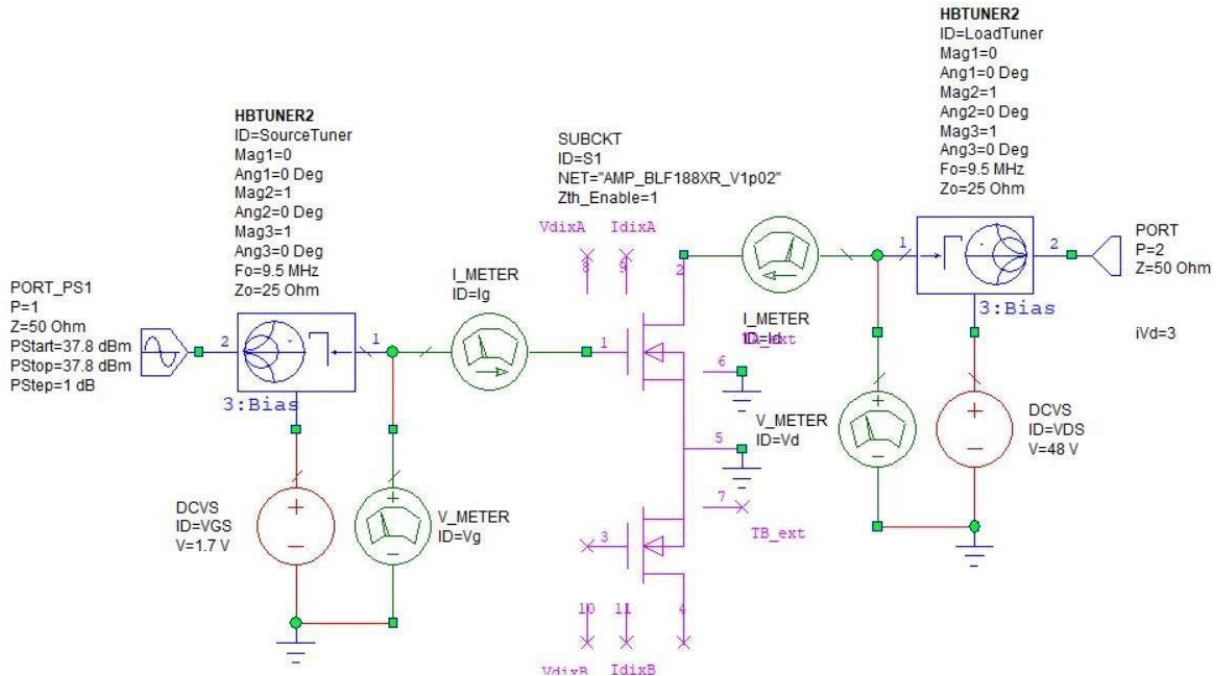 HBTUNER2
ID=LoadTuner
Mag1=0
Ang1=0 Deg
Mag2=1
Ang2=0 Deg
Mag3=1
Ang3=0 Deg
Fo=9.5 MHz
Zo=25 Ohm
HBTUNER2
ID=SourceTuner
Mag1=0
Ang1=0 Deg
Mag2=1
Ang2=0 Deg
Mag3=1
Ang3=0 Deg
Fo=9.5 MHz
Zo=25 Ohm
SUBCKT
ID=S1
NET="AMP_BLF188XR_V1p02"
Zth_Enable=1
VdixA IdixA
8 9
2
1 2
PORT
P=2
Z=50 Ohm
3:Bias
iVd=3
PORT_PS1
P=1
Z=50 Ohm
PStart=37.8 dBm
PStop=37.8 dBm
PStep=1 dB
2 1
3:Bias
I_METER
ID=Ig
1
I_METER
6
V_METER
ID=Vd
5
DCVS
ID=VDS
V=48 V
7
TB_ext
DCVS
ID=VGS
V=1.7 V
V_METER
ID=Vg
3
10 11 4
VdixB IdixB